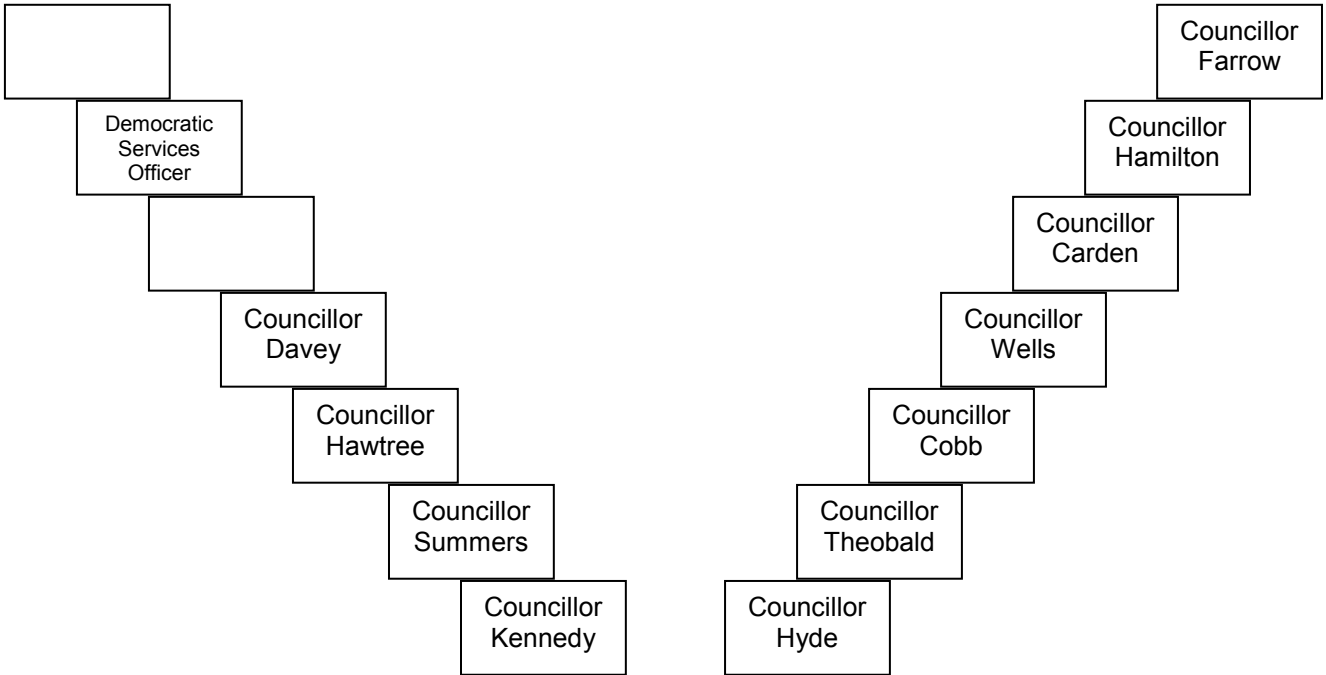 Councillor
Farrow
Democratic
Services
Officer
Councillor
Hamilton
Councillor
Carden
Councillor
Davey
Councillor
Wells
Councillor
Hawtree
Councillor
Cobb
Councillor
Summers
Councillor
Theobald
Councillor
Kennedy
Councillor
Hyde